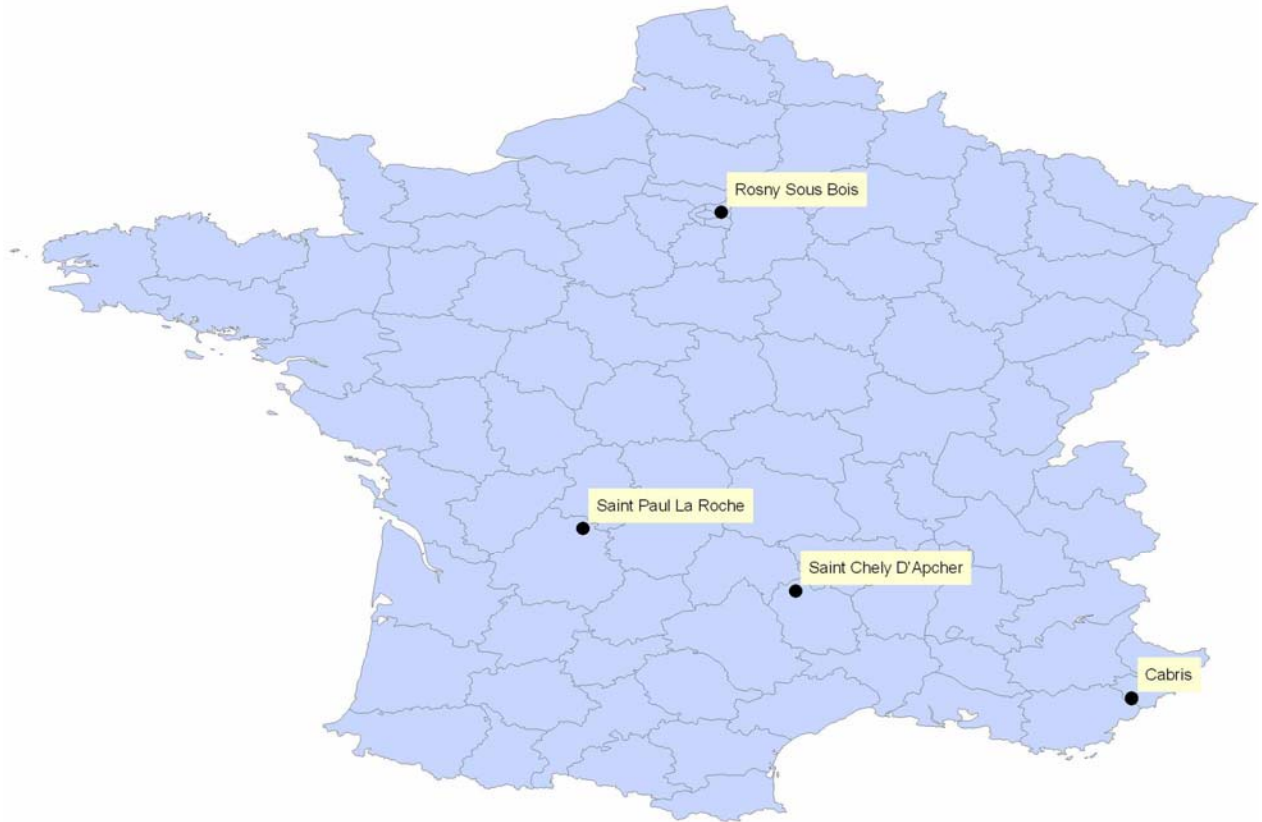 Rosny Sous Bois
Saint Paul La Roche
Saint Chely D'Apcher
Cabris